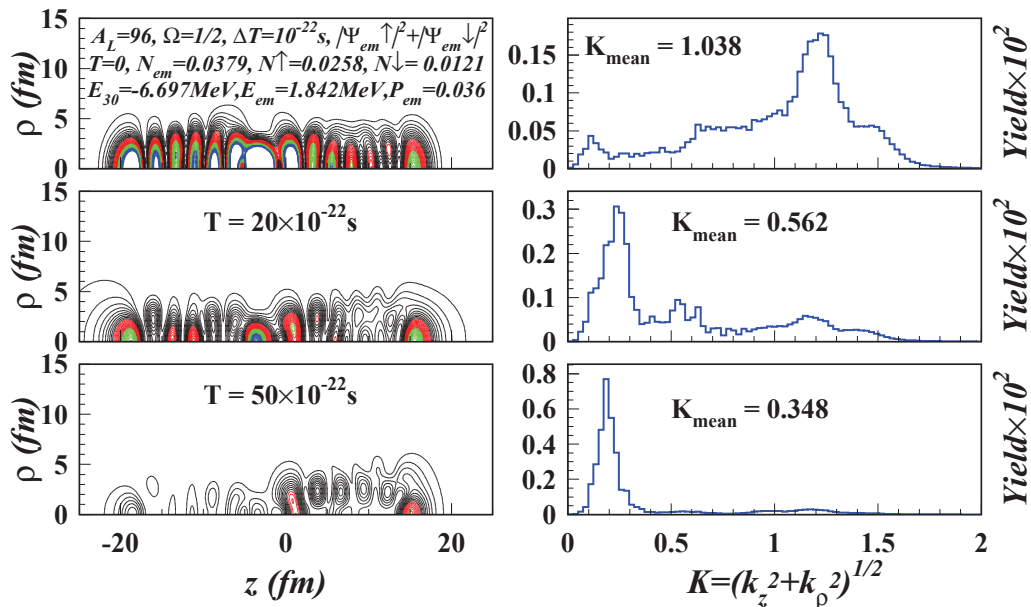 A_L=96, Ω=1/2, ΔT=10^-22 s, |Ψ_em↑|^2+|Ψ_em↓|^2
T=0, N_em=0.0379, N↑=0.0258, N↓= 0.0121
E_30=-6.697MeV,E_em=1.842MeV,P_em=0.036
15
10
5
0
ρ (fm)
K_mean = 1.038
0.15
0.1
0.05
0
Yield×10^2
T = 20×10^-22 s
15
10
5
0
ρ (fm)
K_mean = 0.562
0.3
0.2
0.1
0
Yield×10^2
T = 50×10^-22 s
15
10
5
0
ρ (fm)
K_mean = 0.348
0.8
0.6
0.4
0.2
0
Yield×10^2
-20 0 20
z (fm)
0 0.5 1 1.5 2
K=(k_z^2+k_ρ^2)^1/2